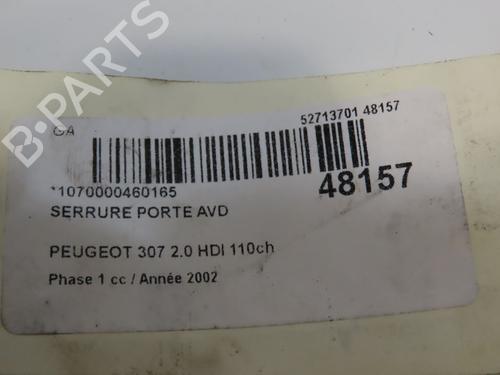 B-PARTS
GA
52713701 48157
*1070000460165
48157
SERRURE PORTE AVD
PEUGEOT 307 2.0 HDI 110ch
Phase 1 cc / Année 2002